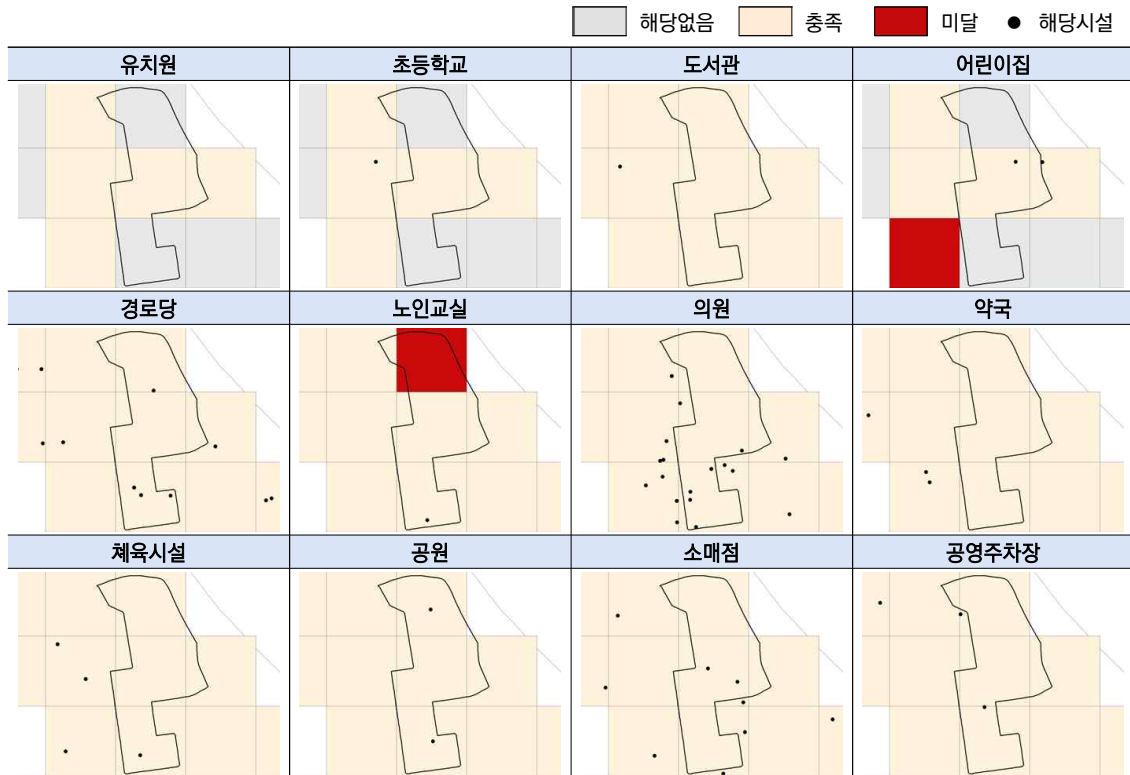 해당없음 충족 미달 해당시설
유치원 초등학교 도서관 어린이집
경로당 노인교실 의원 약국
체육시설 공원 소매점 공영주차장